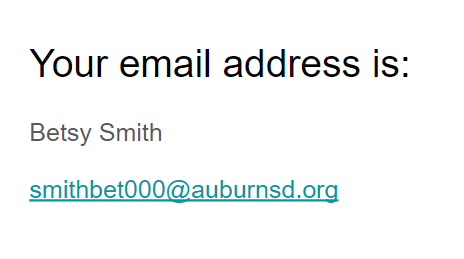 Your email address is:
Betsy Smith
smithbet000@auburnsd.org